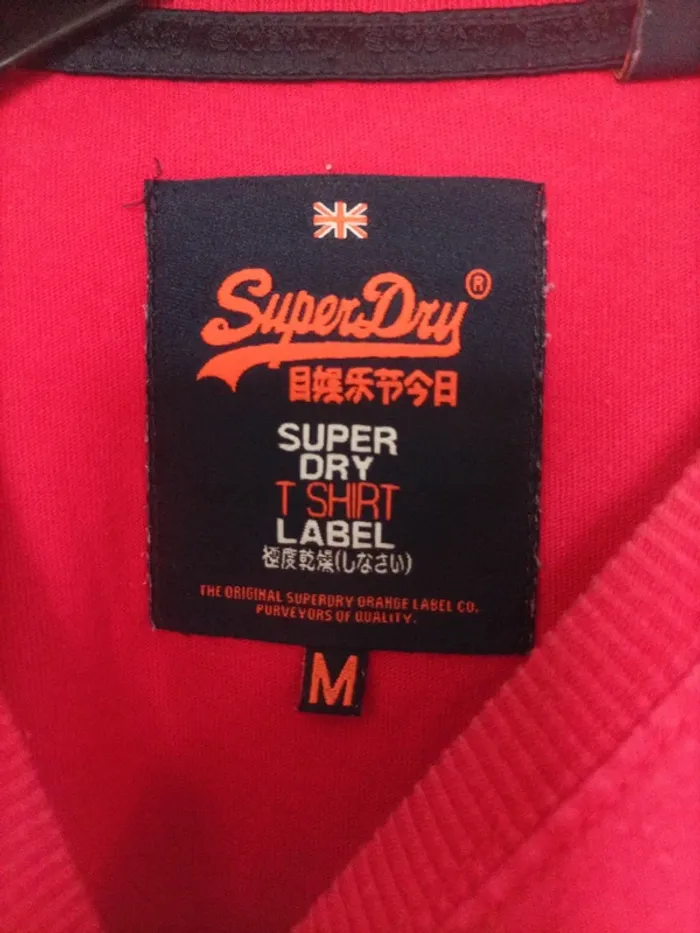 SuperDry®
目娱乐节今日
SUPER
DRY
T SHIRT
LABEL
極度乾燥(しなさい)
THE ORIGINAL SUPERDRY ORANGE LABEL CO.
PURVEYORS OF QUALITY.
M